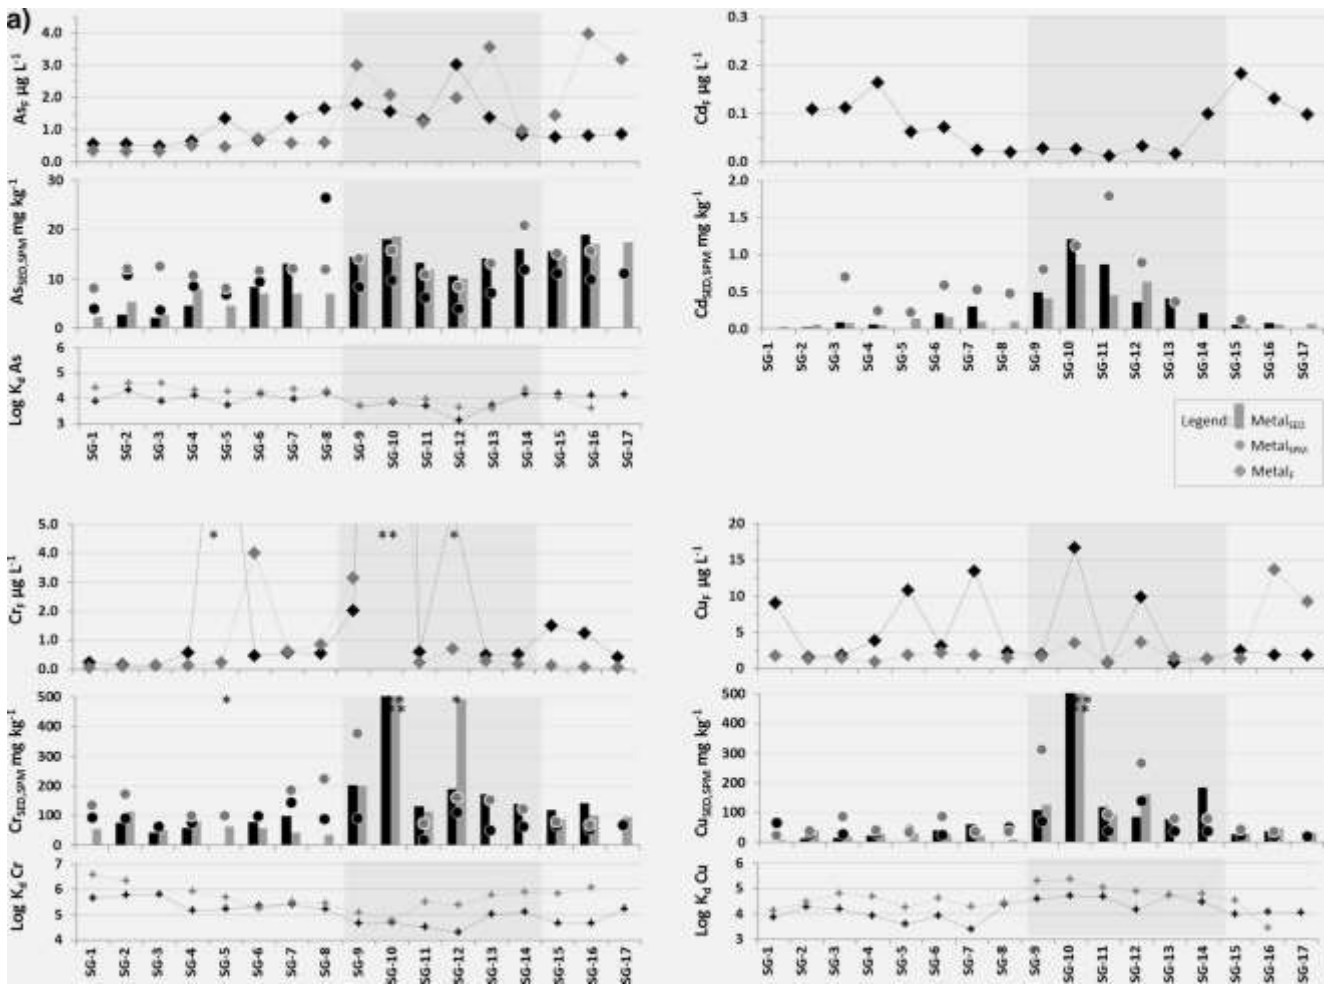 a)
As_F µg L⁻¹
4.0
3.0
2.0
1.0
0.0
As_SED,SPM mg kg⁻¹
30
20
10
0
Log K_d As
6
5
4
3
SG-1 SG-2 SG-3 SG-4 SG-5 SG-6 SG-7 SG-8 SG-9 SG-10 SG-11 SG-12 SG-13 SG-14 SG-15 SG-16 SG-17
Cd_F µg L⁻¹
0.3
0.2
0.1
0.0
Cd_SED,SPM mg kg⁻¹
2.0
1.5
1.0
0.5
0.0
SG-1 SG-2 SG-3 SG-4 SG-5 SG-6 SG-7 SG-8 SG-9 SG-10 SG-11 SG-12 SG-13 SG-14 SG-15 SG-16 SG-17
Legend: Metal_SED
Metal_SPM
Metal_F
Cr_F µg L⁻¹
5.0
4.0
3.0
2.0
1.0
0.0
* ** *
Cr_SED,SPM mg kg⁻¹
500
400
300
200
100
0
Log K_d Cr
7
6
5
4
SG-1 SG-2 SG-3 SG-4 SG-5 SG-6 SG-7 SG-8 SG-9 SG-10 SG-11 SG-12 SG-13 SG-14 SG-15 SG-16 SG-17
Cu_F µg L⁻¹
20
15
10
5
0
Cu_SED,SPM mg kg⁻¹
500
400
300
200
100
0
Log K_d Cu
6
5
4
3
SG-1 SG-2 SG-3 SG-4 SG-5 SG-6 SG-7 SG-8 SG-9 SG-10 SG-11 SG-12 SG-13 SG-14 SG-15 SG-16 SG-17